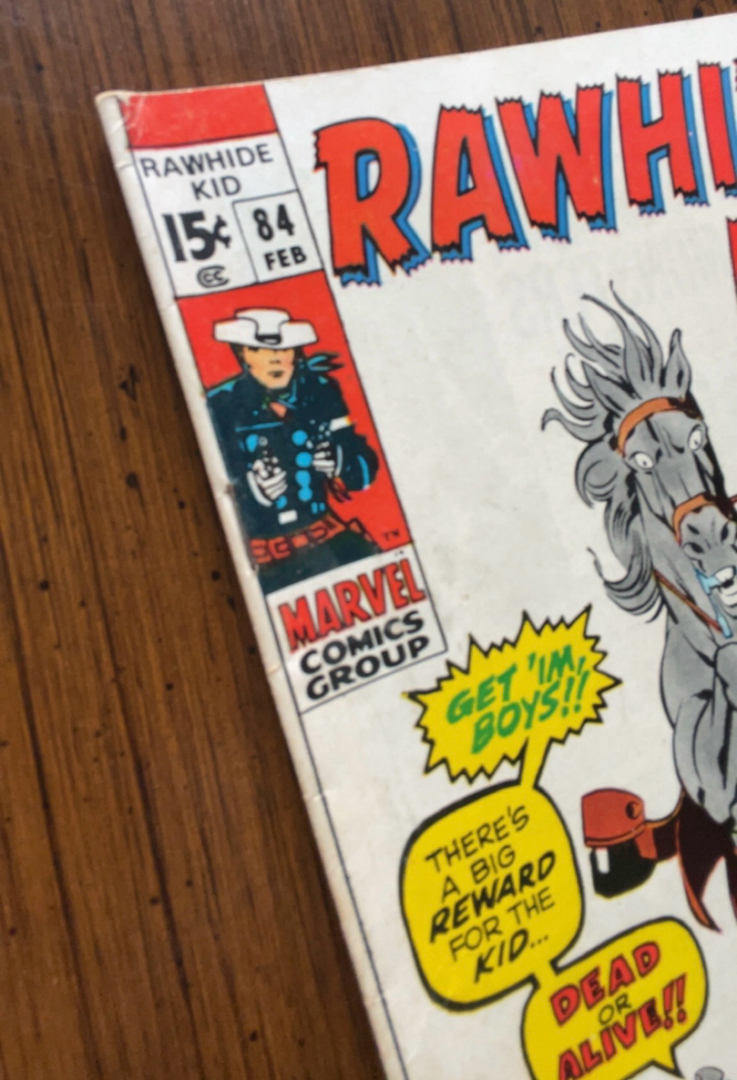 RAWHIDE
KID
15¢
84
FEB
CC
RAWHI
TM
MARVEL
COMICS
GROUP
GET 'IM,
BOYS!!
THERE'S
A BIG
REWARD
FOR THE
KID...
DEAD
OR
ALIVE!!